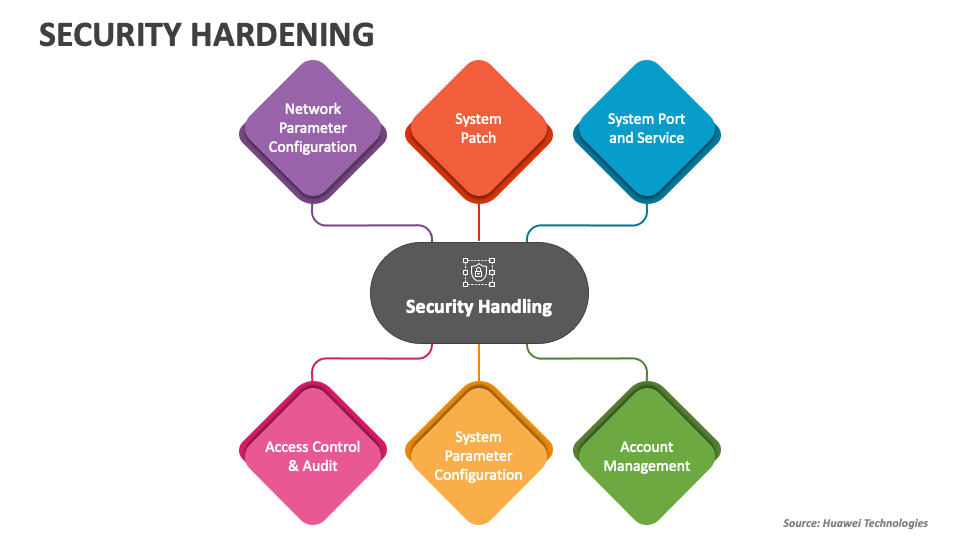 SECURITY HARDENING
Network
Parameter
Configuration
System
Patch
System Port
and Service
Security Handling
Access Control
& Audit
System
Parameter
Configuration
Account
Management
Source: Huawei Technologies